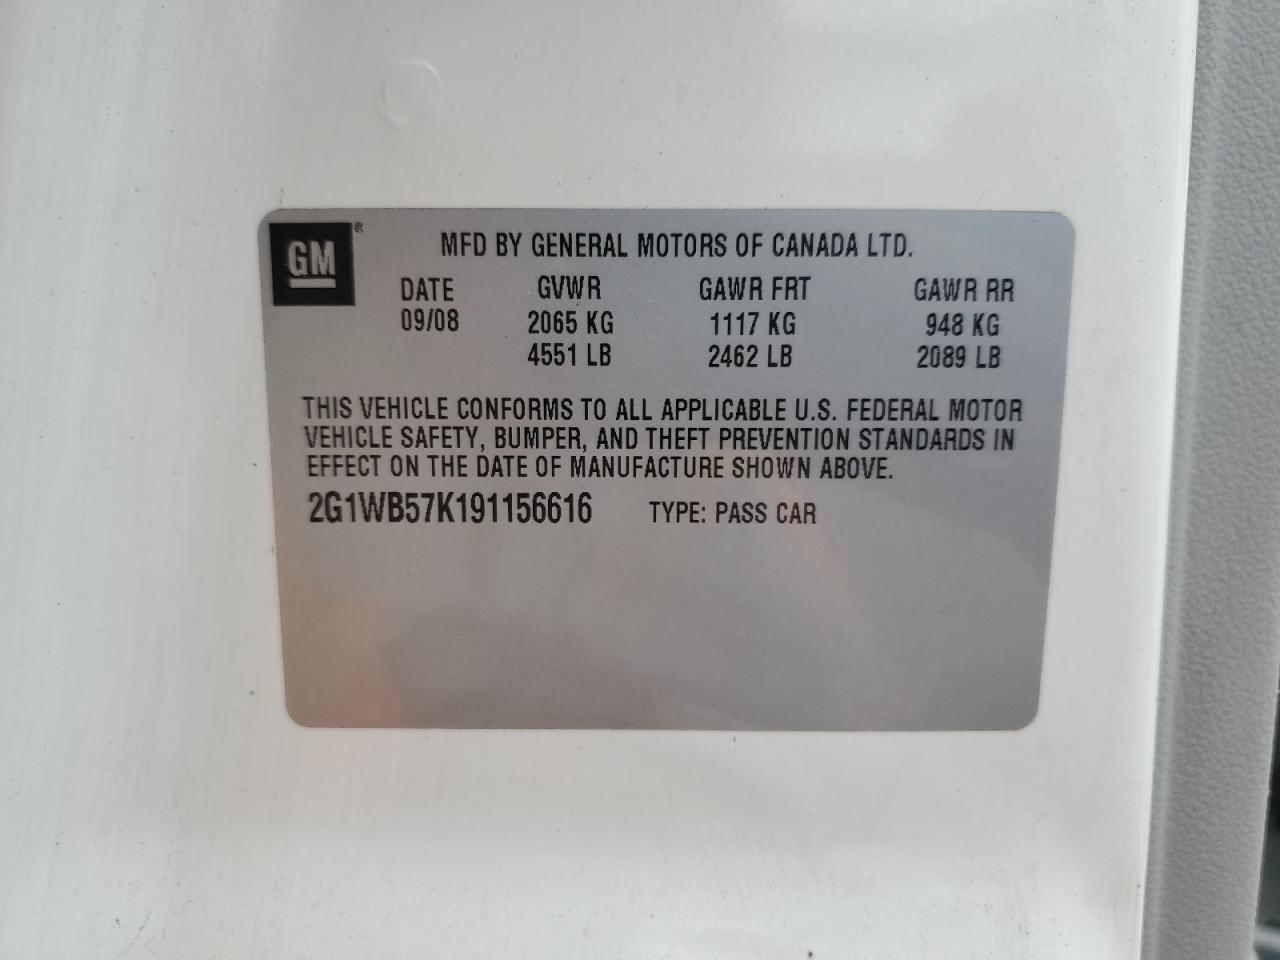 GM®
MFD BY GENERAL MOTORS OF CANADA LTD.
DATE GVWR GAWR FRT GAWR RR
09/08 2065 KG 1117 KG 948 KG
4551 LB 2462 LB 2089 LB
THIS VEHICLE CONFORMS TO ALL APPLICABLE U.S. FEDERAL MOTOR
VEHICLE SAFETY, BUMPER, AND THEFT PREVENTION STANDARDS IN
EFFECT ON THE DATE OF MANUFACTURE SHOWN ABOVE.
2G1WB57K191156616 TYPE: PASS CAR